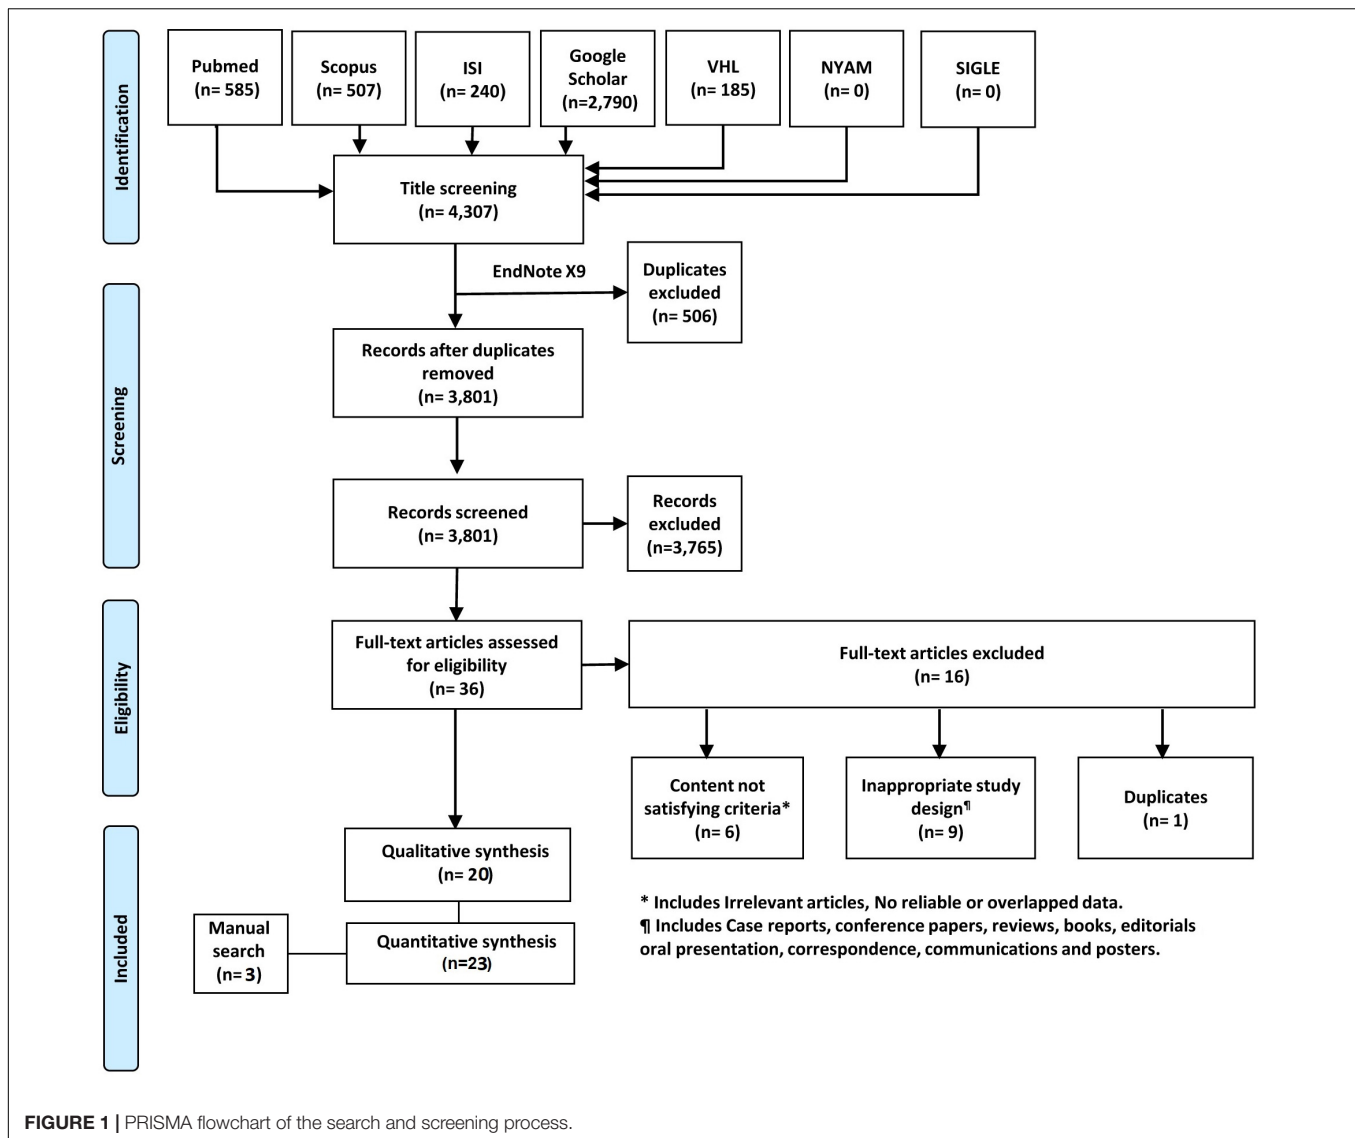 Pubmed
(n= 585)
Scopus
(n= 507)
ISI
(n= 240)
Google
Scholar
(n=2,790)
VHL
(n= 185)
NYAM
(n= 0)
SIGLE
(n= 0)
Identification
Title screening
(n= 4,307)
EndNote X9
Duplicates
excluded
(n= 506)
Screening
Records after duplicates
removed
(n= 3,801)
Records screened
(n= 3,801)
Records
excluded
(n=3,765)
Eligibility
Full-text articles assessed
for eligibility
(n= 36)
Full-text articles excluded
(n= 16)
Content not
satisfying criteria*
(n= 6)
Inappropriate study
design¶
(n= 9)
Duplicates
(n= 1)
Included
Qualitative synthesis
(n= 20)
Manual
search
(n= 3)
Quantitative synthesis
(n=23)
* Includes Irrelevant articles, No reliable or overlapped data.
¶ Includes Case reports, conference papers, reviews, books, editorials
oral presentation, correspondence, communications and posters.
FIGURE 1 | PRISMA flowchart of the search and screening process.